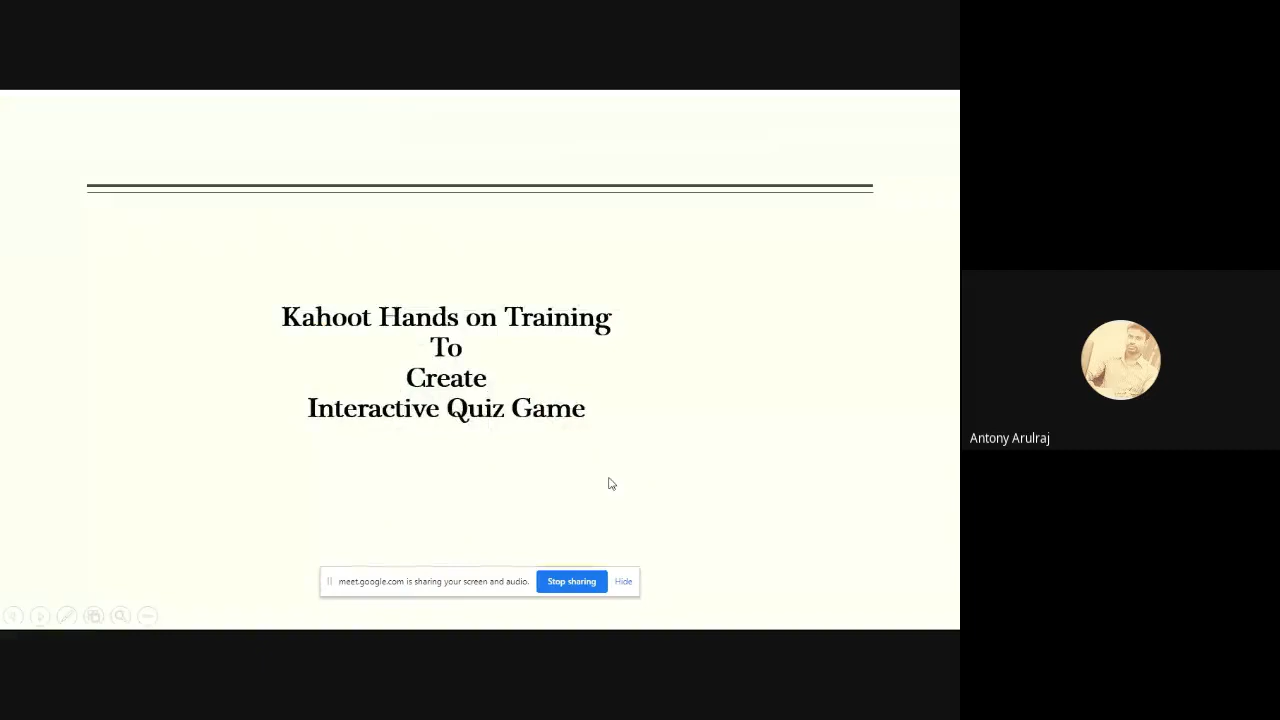 Kahoot Hands on Training
To
Create
Interactive Quiz Game
meet.google.com is sharing your screen and audio. Stop sharing Hide
Antony Arulraj